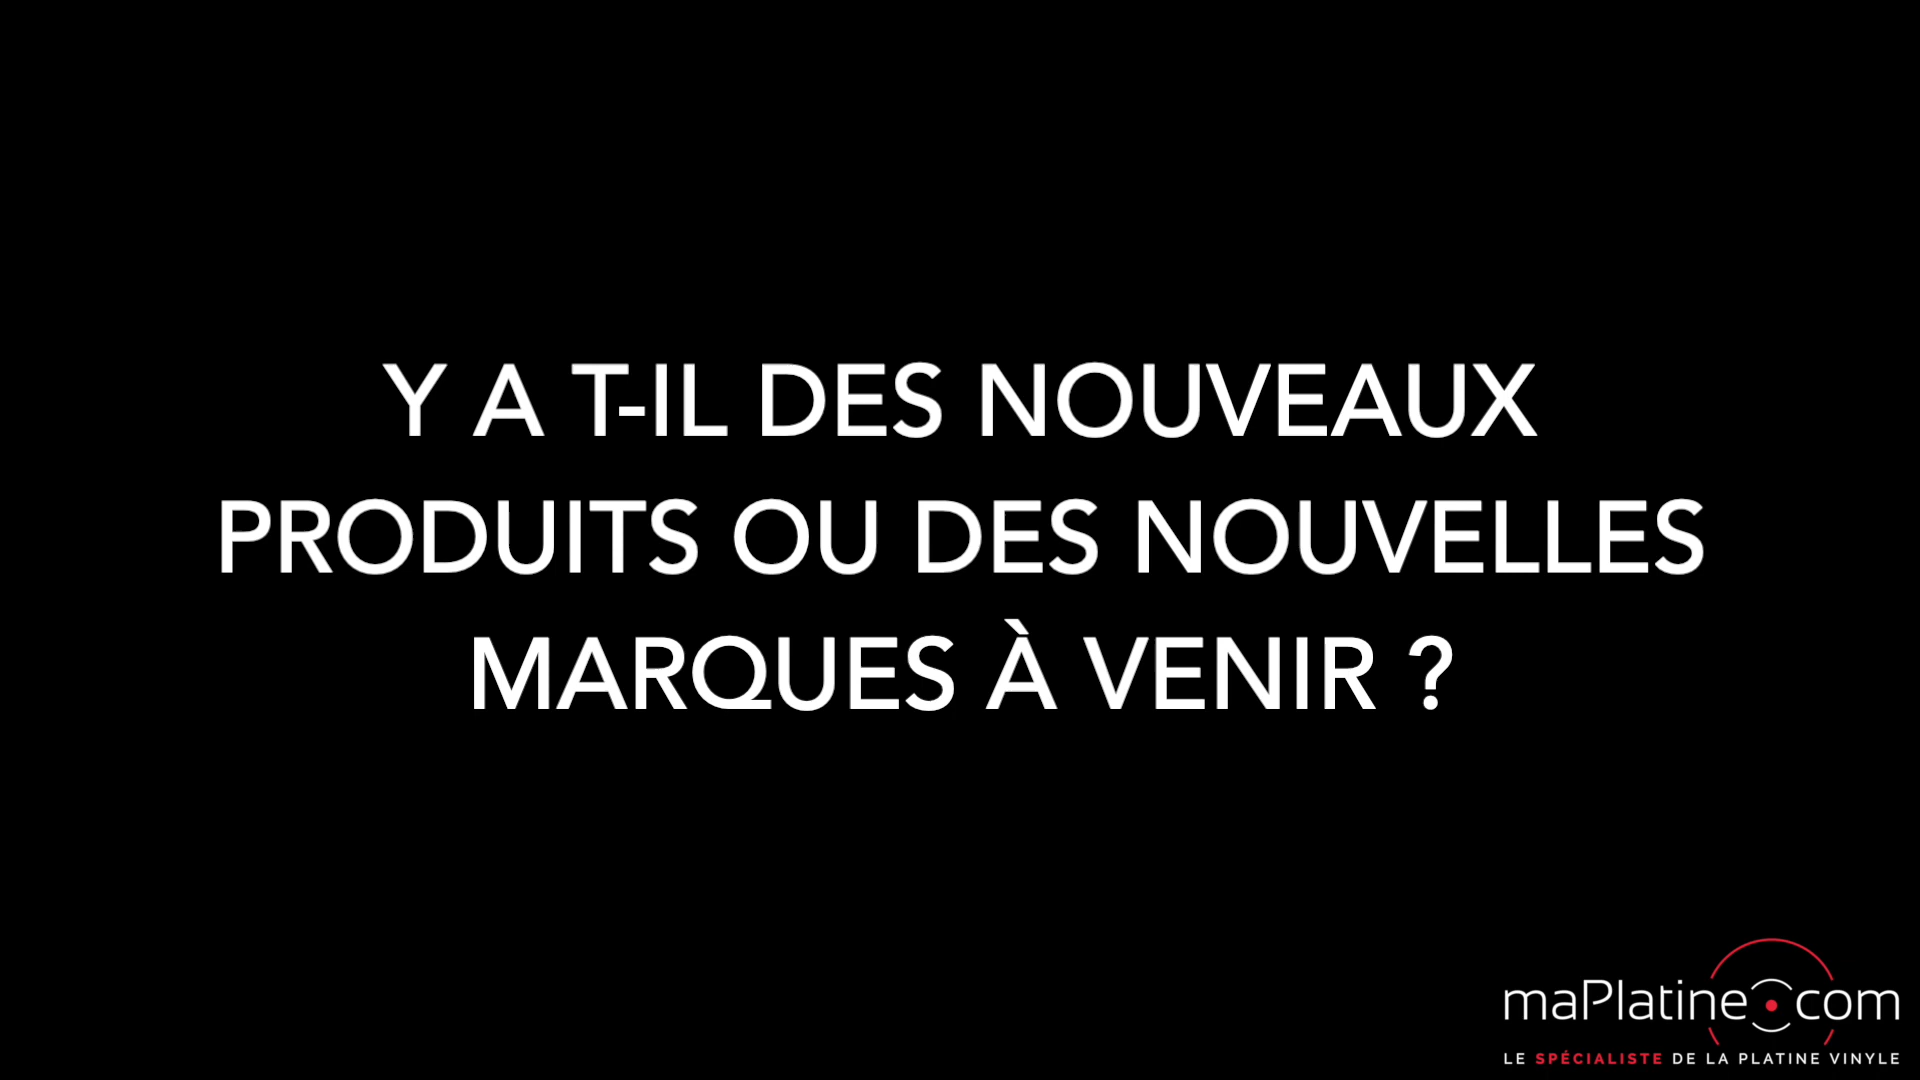 Y A T-IL DES NOUVEAUX
PRODUITS OU DES NOUVELLES
MARQUES À VENIR ?
maPlatine.com
LE SPÉCIALISTE DE LA PLATINE VINYLE